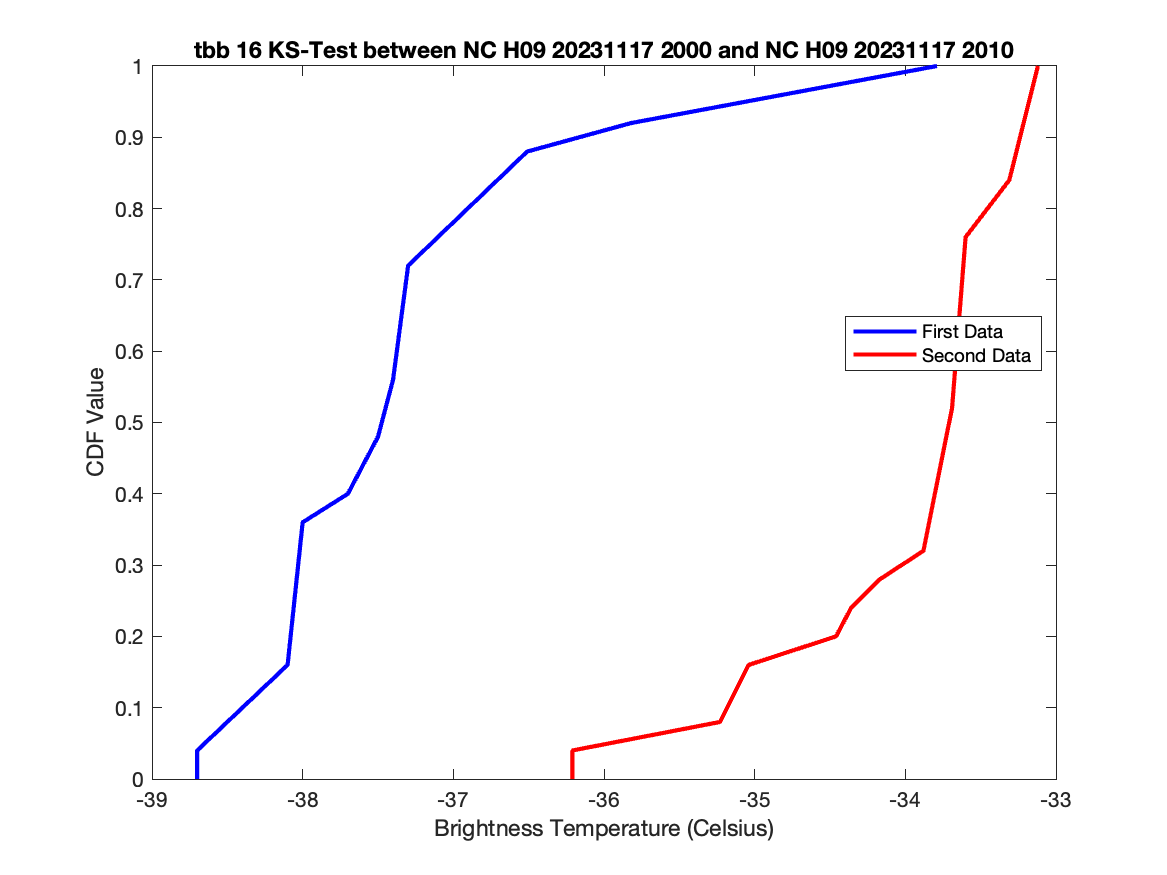 tbb 16 KS-Test between NC H09 20231117 2000 and NC H09 20231117 2010
1
0.9
0.8
0.7
0.6
0.5
0.4
0.3
0.2
0.1
0
CDF Value
First Data
Second Data
-39 -38 -37 -36 -35 -34 -33
Brightness Temperature (Celsius)